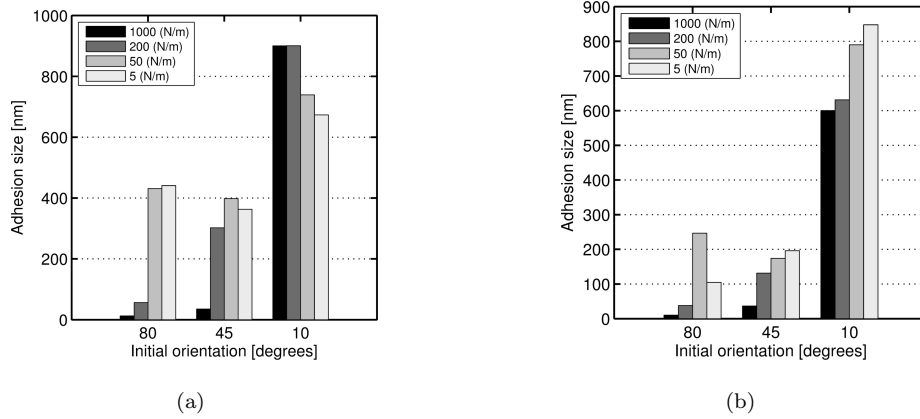 1000
800
600
400
200
0
Adhesion size [nm]
1000 (N/m)
200 (N/m)
50 (N/m)
5 (N/m)
80 45 10
Initial orientation [degrees]
(a)
900
800
700
600
500
400
300
200
100
0
Adhesion size [nm]
1000 (N/m)
200 (N/m)
50 (N/m)
5 (N/m)
80 45 10
Initial orientation [degrees]
(b)